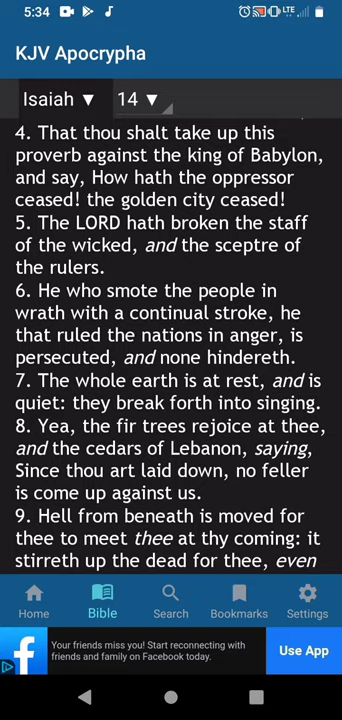 5:34
LTE
KJV Apocrypha
Isaiah ▼ 14 ▼
4. That thou shalt take up this
proverb against the king of Babylon,
and say, How hath the oppressor
ceased! the golden city ceased!
5. The LORD hath broken the staff
of the wicked, and the sceptre of
the rulers.
6. He who smote the people in
wrath with a continual stroke, he
that ruled the nations in anger, is
persecuted, and none hindereth.
7. The whole earth is at rest, and is
quiet: they break forth into singing.
8. Yea, the fir trees rejoice at thee,
and the cedars of Lebanon, saying,
Since thou art laid down, no feller
is come up against us.
9. Hell from beneath is moved for
thee to meet thee at thy coming: it
stirreth up the dead for thee, even
Home Bible Search Bookmarks Settings
Your friends miss you! Start reconnecting with
friends and family on Facebook today.
Use App